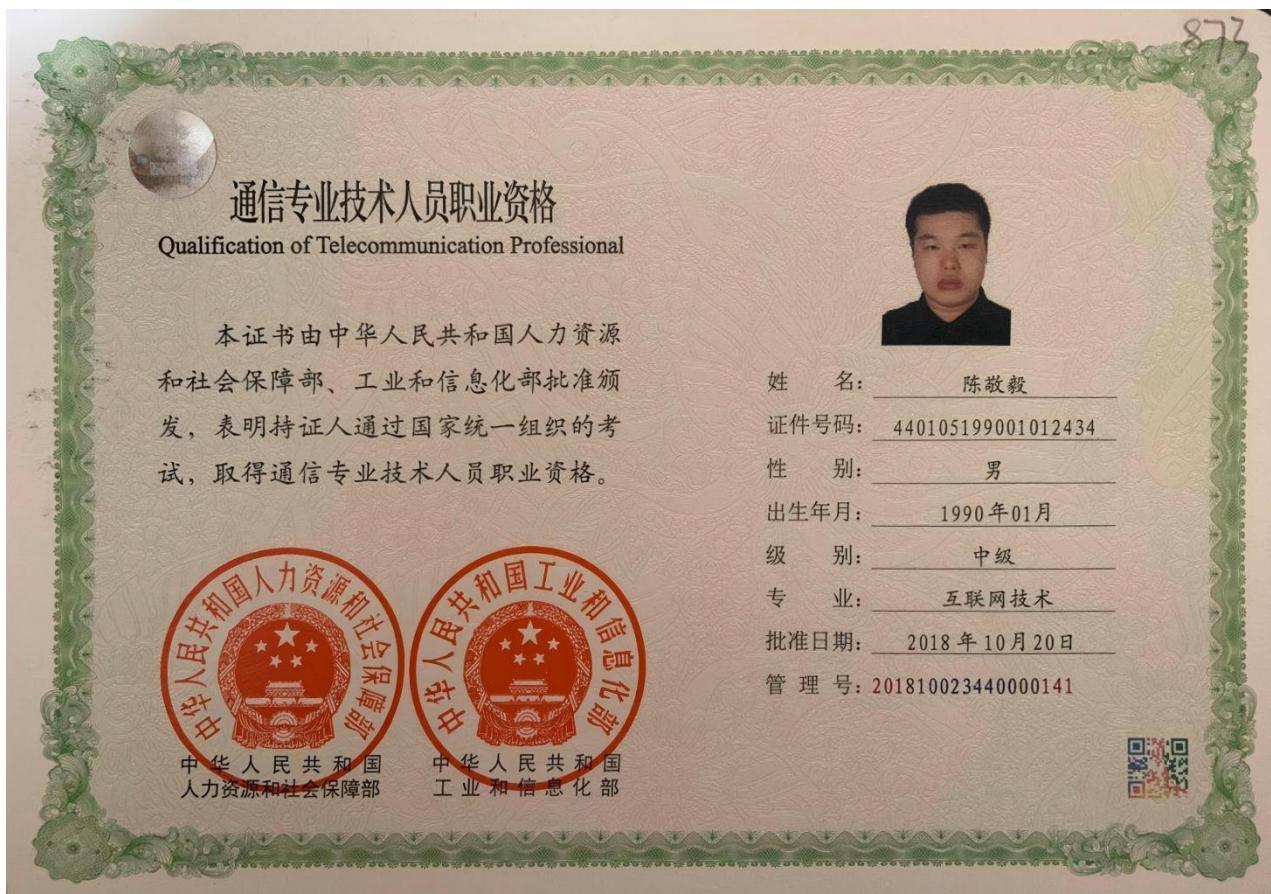 873
通信专业技术人员职业资格
Qualification of Telecommunication Professional
本证书由中华人民共和国人力资源
和社会保障部、工业和信息化部批准颁
发，表明持证人通过国家统一组织的考
试，取得通信专业技术人员职业资格。
中华人民共和国人力资源和社会保障部
中华人民共和国工业和信息化部
中华人民共和国
人力资源和社会保障部
中华人民共和国
工业和信息化部
姓 名： 陈敬毅
证件号码： 440105199001012434
性 别： 男
出生年月： 1990年01月
级 别： 中级
专 业： 互联网技术
批准日期： 2018年10月20日
管 理 号： 201810023440000141